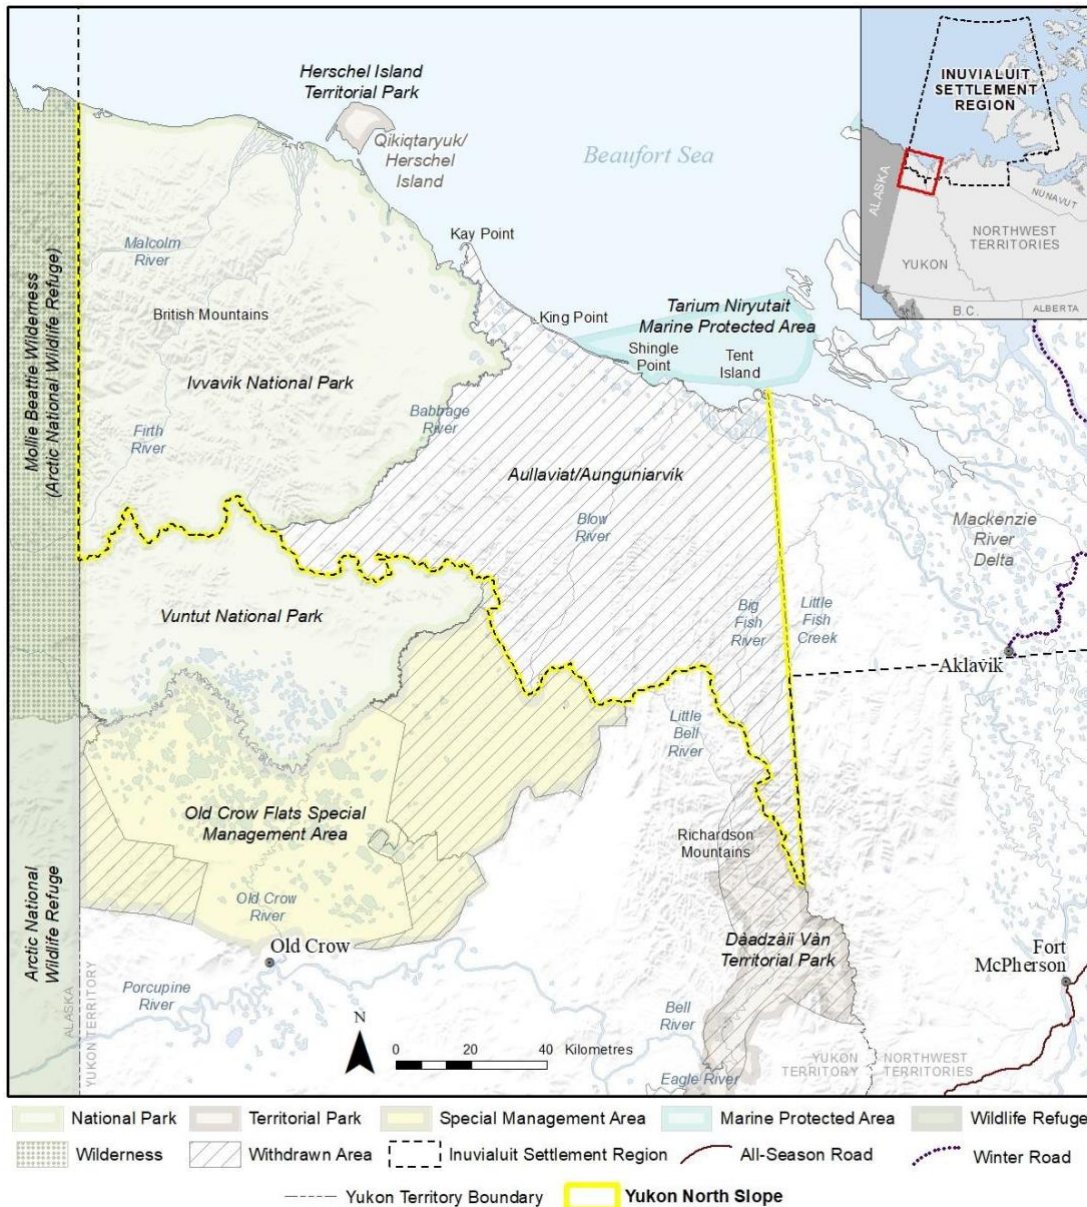 Herschel Island
Territorial Park
Qikiqtaryuk/
Herschel
Island
Beaufort Sea
INUVIALUIT
SETTLEMENT
REGION
ALASKA
NUNAVUT
NORTHWEST
TERRITORIES
YUKON
B.C.
ALBERTA
Mollie Beattie Wilderness
(Arctic National Wildlife Refuge)
Malcolm
River
Kay Point
British Mountains
King Point
Tarium Niryutait
Marine Protected Area
Shingle
Point
Tent
Island
Ivvavik National Park
Babbage
River
Firth
River
Aullaviat/Aunguniarvik
Blow
River
Mackenzie
River
Delta
Vuntut National Park
Big
Fish
River
Little
Fish
Creek
Aklavik
Little
Bell
River
Old Crow Flats Special
Management Area
Richardson
Mountains
Old Crow
River
Arctic National
Wildlife Refuge
Old Crow
Dàadzàii Vàn
Territorial Park
Fort
McPherson
Porcupine
River
ALASKA
YUKON TERRITORY
N
0 20 40 Kilometres
Bell
River
Eagle River
YUKON
TERRITORY
NORTHWEST
TERRITORIES
National Park
Territorial Park
Special Management Area
Marine Protected Area
Wildlife Refuge
Wilderness
Withdrawn Area
Inuvialuit Settlement Region
All-Season Road
Winter Road
Yukon Territory Boundary
Yukon North Slope